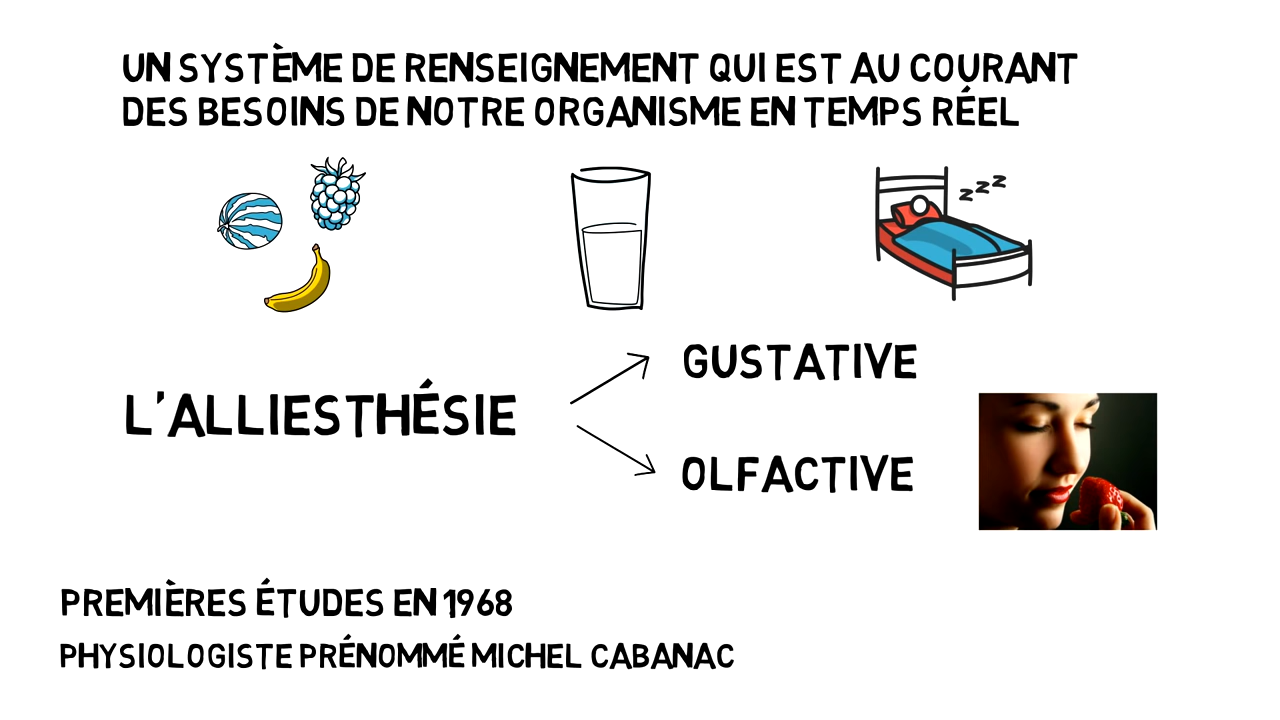 UN SYSTÈME DE RENSEIGNEMENT QUI EST AU COURANT
DES BESOINS DE NOTRE ORGANISME EN TEMPS RÉEL
ZZZ
GUSTATIVE
L'ALLIESTHÉSIE
OLFACTIVE
PREMIÈRES ÉTUDES EN 1968
PHYSIOLOGISTE PRÉNOMMÉ MICHEL CABANAC